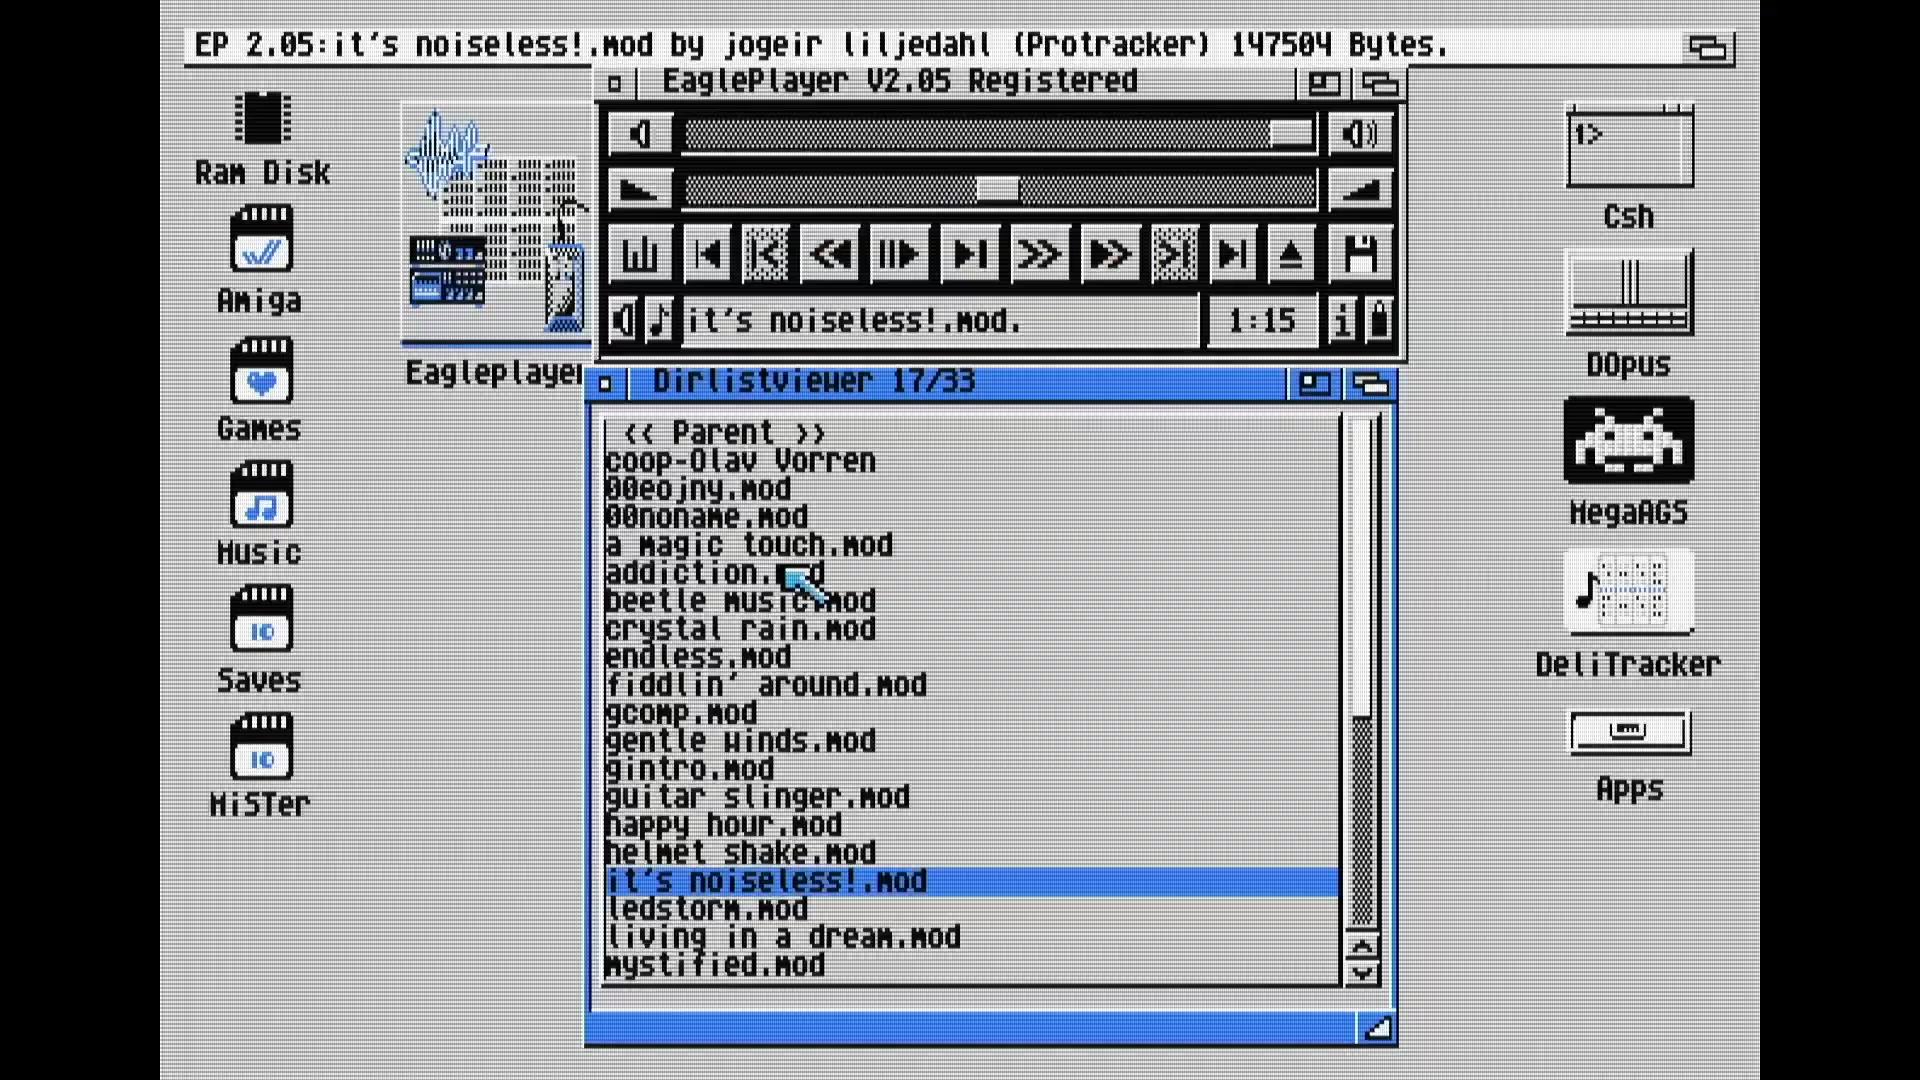 EP 2.05:it's noiseless!.mod by jogeir liljedahl (Protracker) 147504 Bytes.
EaglePlayer V2.05 Registered
it's noiseless!.mod.
1:15
i
Dirlistviewer 17/33
<< Parent >>
coop-Olav Vorren
00eojny.mod
00noname.mod
a magic touch.mod
addiction.
beetle music.mod
crystal rain.mod
endless.mod
fiddlin' around.mod
gcomp.mod
gentle winds.mod
gintro.mod
guitar slinger.mod
happy hour.mod
helmet shake.mod
it's noiseless!.mod
ledstorm.mod
living in a dream.mod
mystified.mod
Ram Disk
Amiga
Games
Music
IO
Saves
IO
MiSTer
Eagleplayer
1>
Csh
DOpus
MegaAGS
DeliTracker
Apps